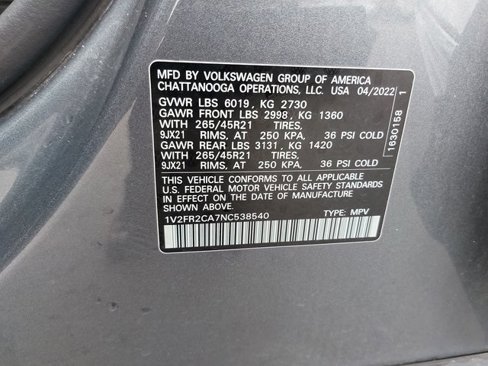 MFD BY VOLKSWAGEN GROUP OF AMERICA
CHATTANOOGA OPERATIONS, LLC. USA 04/2022
GVWR LBS 6019, KG 2730
GAWR FRONT LBS 2998, KG 1360
WITH 265/45R21 TIRES,
9JX21 RIMS, AT 250 KPA, 36 PSI COLD
GAWR REAR LBS 3131, KG 1420
WITH 265/45R21 TIRES,
9JX21 RIMS, AT 250 KPA, 36 PSI COLD
THIS VEHICLE CONFORMS TO ALL APPLICABLE
U.S. FEDERAL MOTOR VEHICLE SAFETY STANDARDS
IN EFFECT ON THE DATE OF MANUFACTURE SHOWN ABOVE.
1V2FR2CA7NC538540 TYPE: MPV
1630158 1